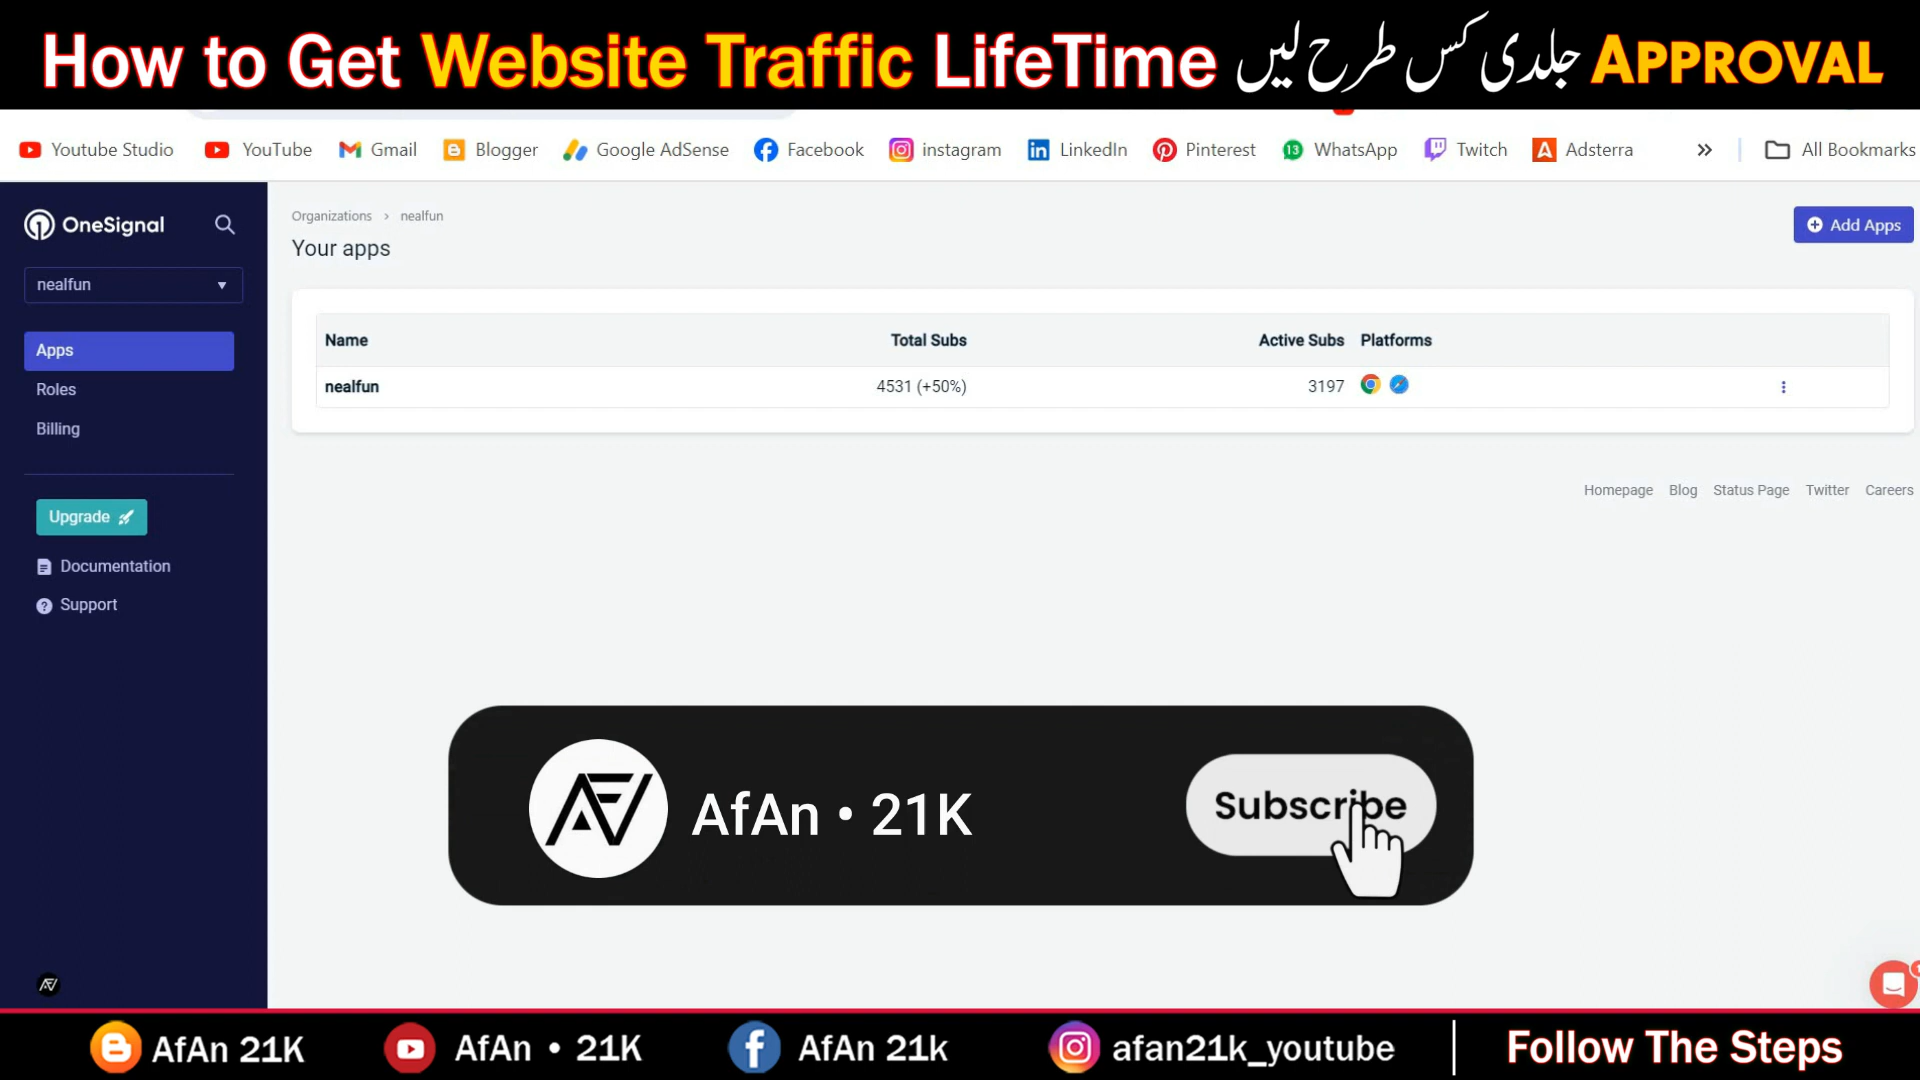 How to Get Website Traffic LifeTime جلدی کس طرح لیں APPROVAL
Youtube Studio YouTube Gmail Blogger Google AdSense Facebook instagram LinkedIn Pinterest 13 WhatsApp Twitch Adsterra » All Bookmarks
OneSignal
Organizations › nealfun
Your apps
Add Apps
nealfun
Apps
Roles
Billing
Upgrade
Documentation
Support
Name Total Subs Active Subs Platforms
nealfun 4531 (+50%) 3197
Homepage Blog Status Page Twitter Careers
AfAn • 21K Subscribe
AfAn 21K AfAn • 21K AfAn 21k afan21k_youtube Follow The Steps